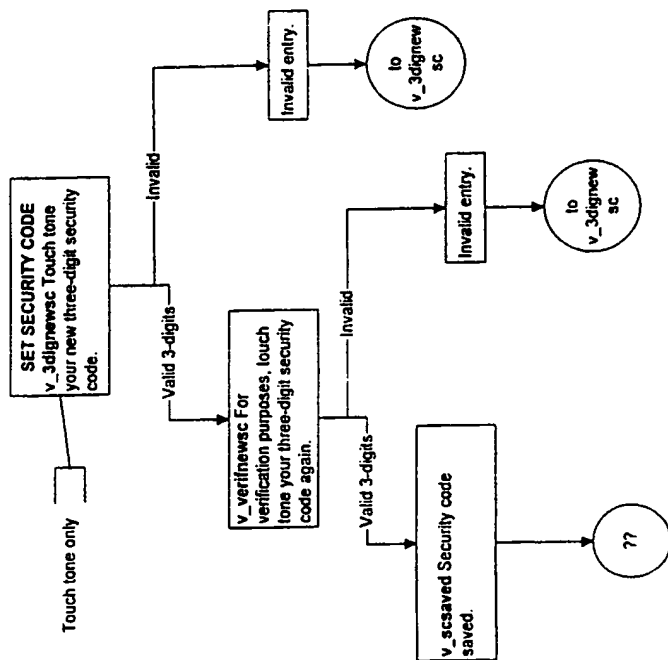 Touch tone only
SET SECURITY CODE
v_3dignewsc Touch tone
your new three-digit security
code.
Valid 3-digits
Invalid
Invalid entry.
to
v_3dignew
sc
v_verifnewsc For
verification purposes, touch
tone your three-digit security
code again.
Valid 3-digits
Invalid
Invalid entry.
to
v_3dignew
sc
v_scsaved Security code
saved.
??